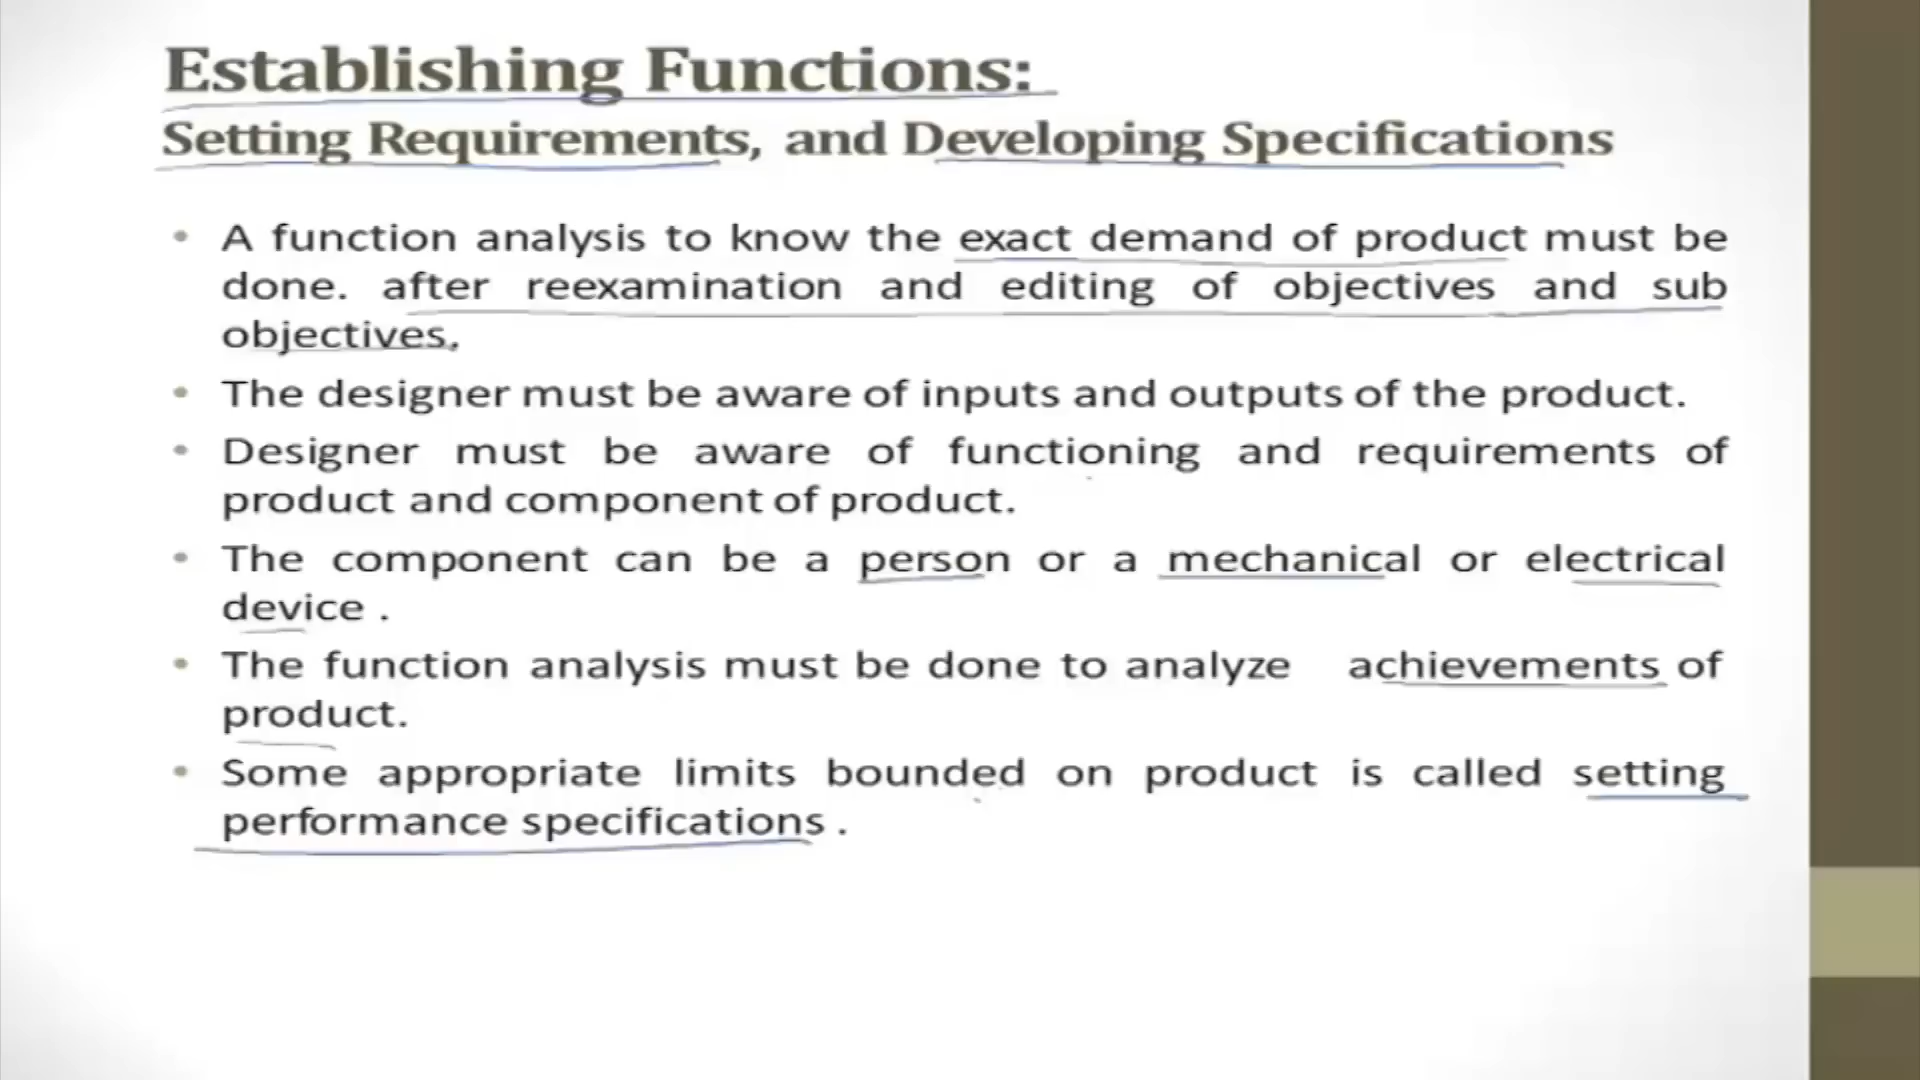 Establishing Functions:
Setting Requirements, and Developing Specifications
• A function analysis to know the exact demand of product must be
done. after reexamination and editing of objectives and sub
objectives.
• The designer must be aware of inputs and outputs of the product.
• Designer must be aware of functioning and requirements of
product and component of product.
• The component can be a person or a mechanical or electrical
device .
• The function analysis must be done to analyze achievements of
product.
• Some appropriate limits bounded on product is called setting
performance specifications .